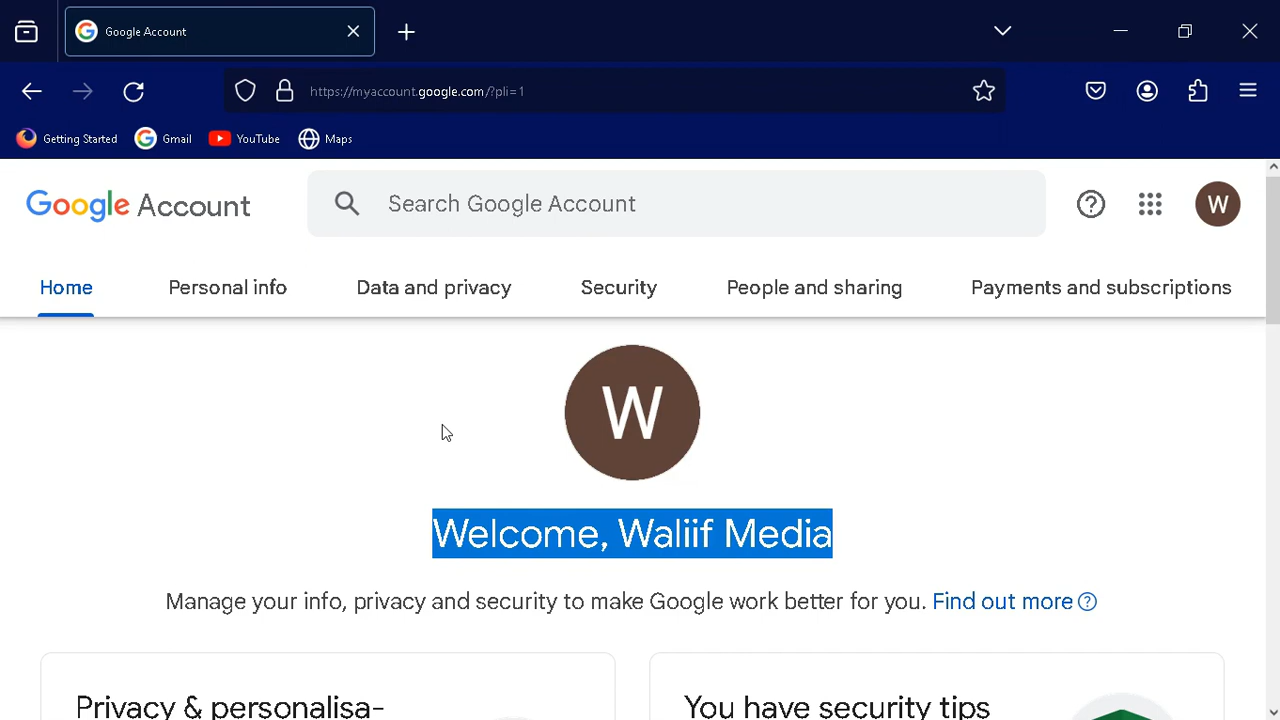 Google Account
https://myaccount.google.com/?pli=1
Getting Started Gmail YouTube Maps
Google Account Search Google Account W
Home Personal info Data and privacy Security People and sharing Payments and subscriptions
W
Welcome, Waliif Media
Manage your info, privacy and security to make Google work better for you. Find out more
Privacy & personalisa- You have security tips